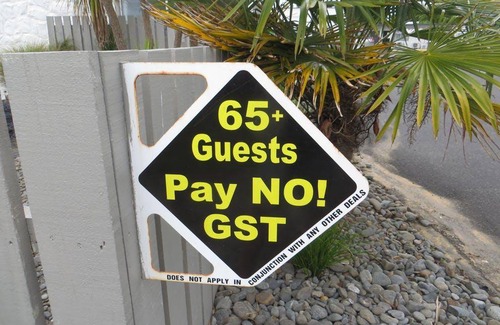 65+
Guests
Pay NO!
GST
DOES NOT APPLY IN CONJUNCTION WITH ANY OTHER DEALS